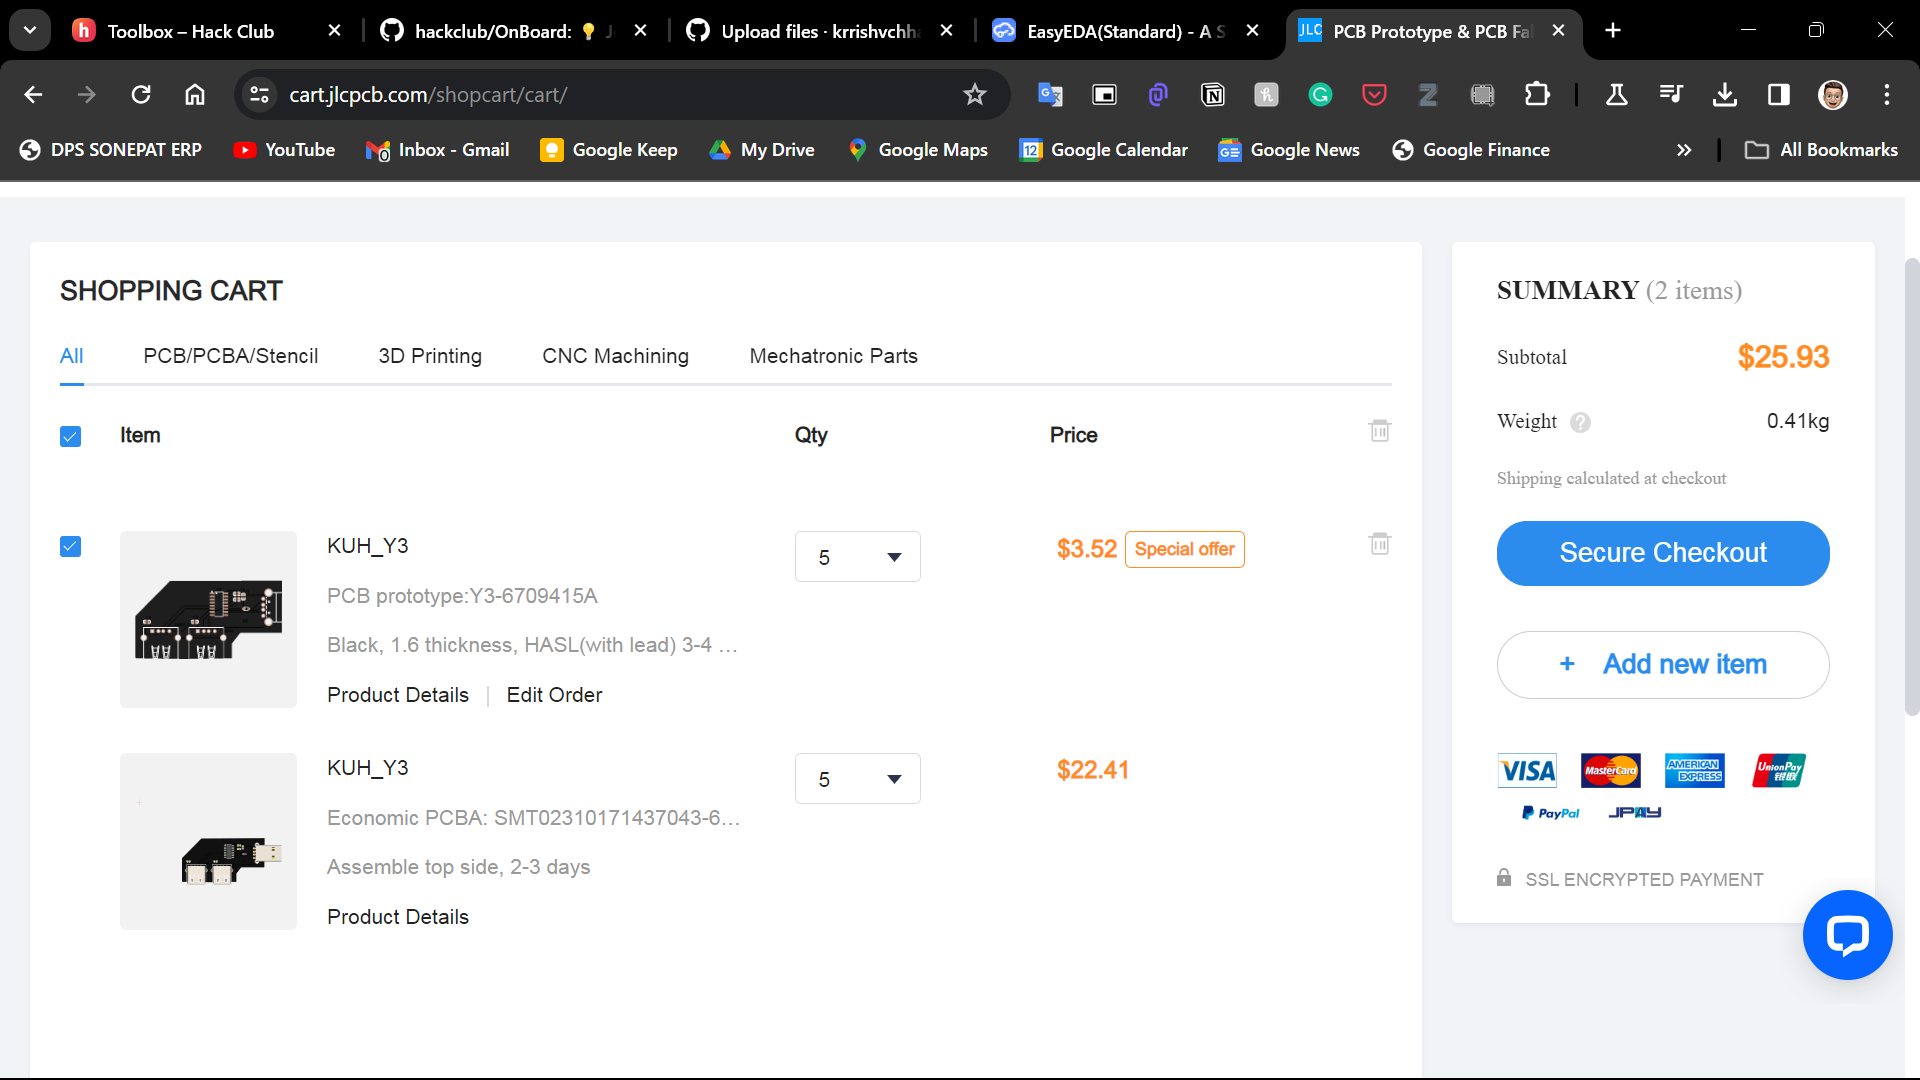 Toolbox – Hack Club
hackclub/OnBoard: 💡 J
Upload files · krrishvchha
EasyEDA(Standard) - A S
JLC PCB Prototype & PCB Fa
cart.jlcpcb.com/shopcart/cart/
DPS SONEPAT ERP
YouTube
Inbox - Gmail
Google Keep
My Drive
Google Maps
12 Google Calendar
Google News
Google Finance
»
All Bookmarks
SHOPPING CART
All
PCB/PCBA/Stencil
3D Printing
CNC Machining
Mechatronic Parts
Item
Qty
Price
KUH_Y3
5
$3.52
Special offer
PCB prototype:Y3-6709415A
Black, 1.6 thickness, HASL(with lead) 3-4 ...
Product Details | Edit Order
KUH_Y3
5
$22.41
Economic PCBA: SMT02310171437043-6...
Assemble top side, 2-3 days
Product Details
SUMMARY (2 items)
Subtotal
$25.93
Weight ?
0.41kg
Shipping calculated at checkout
Secure Checkout
+ Add new item
VISA
MasterCard
AMERICAN EXPRESS
UnionPay 银联
PayPal
JPAY
SSL ENCRYPTED PAYMENT